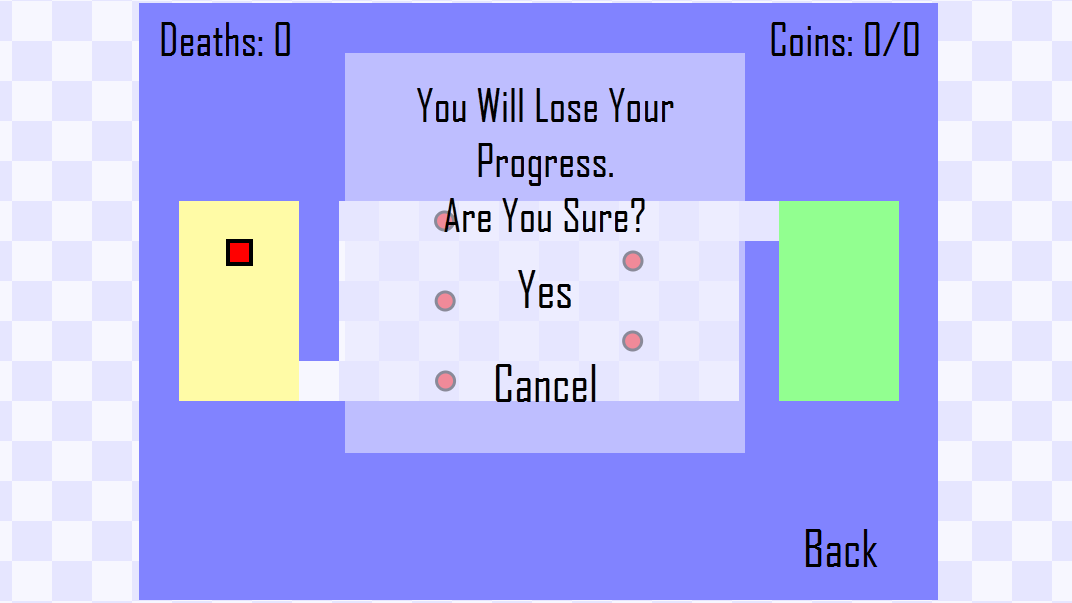 Deaths: 0
Coins: 0/0
You Will Lose Your
Progress.
Are You Sure?
Yes
Cancel
Back